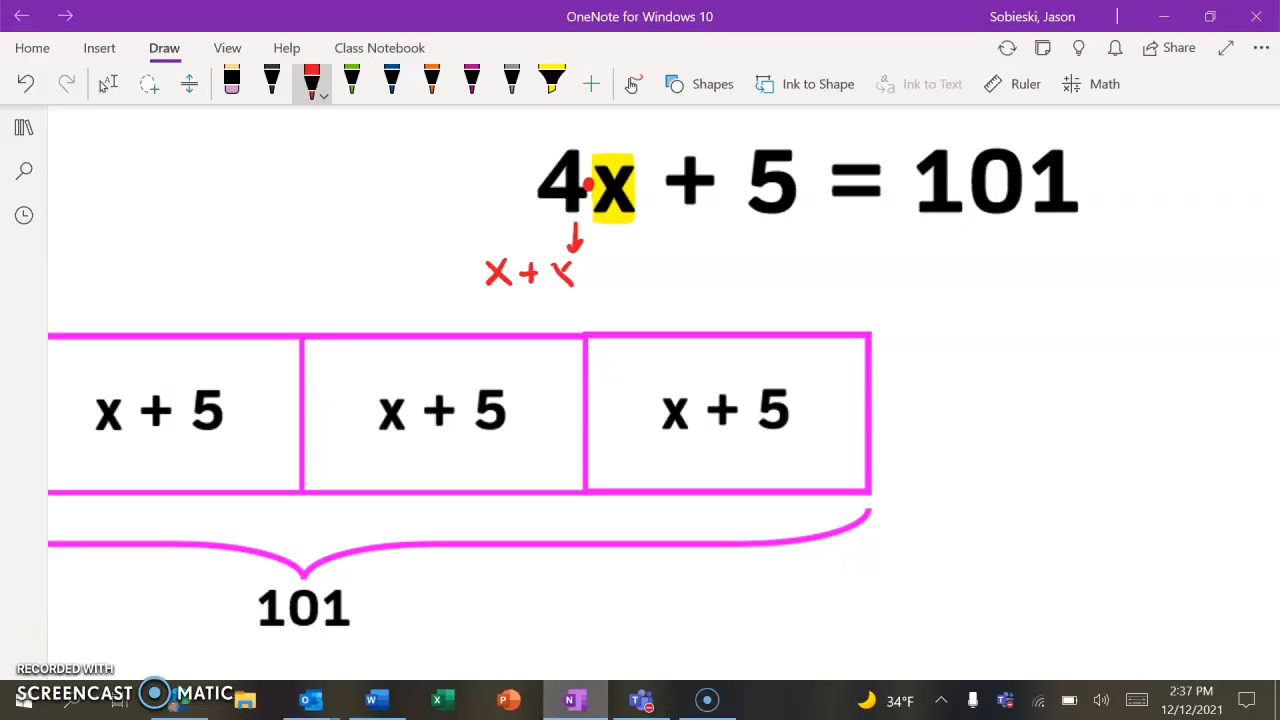 OneNote for Windows 10
Sobieski, Jason
Home Insert Draw View Help Class Notebook
Share
Shapes Ink to Shape Ink to Text Ruler Math
4•x + 5 = 101
x + x
x + 5 x + 5 x + 5
101
RECORDED WITH
SCREENCAST MATIC
34°F
2:37 PM
12/12/2021